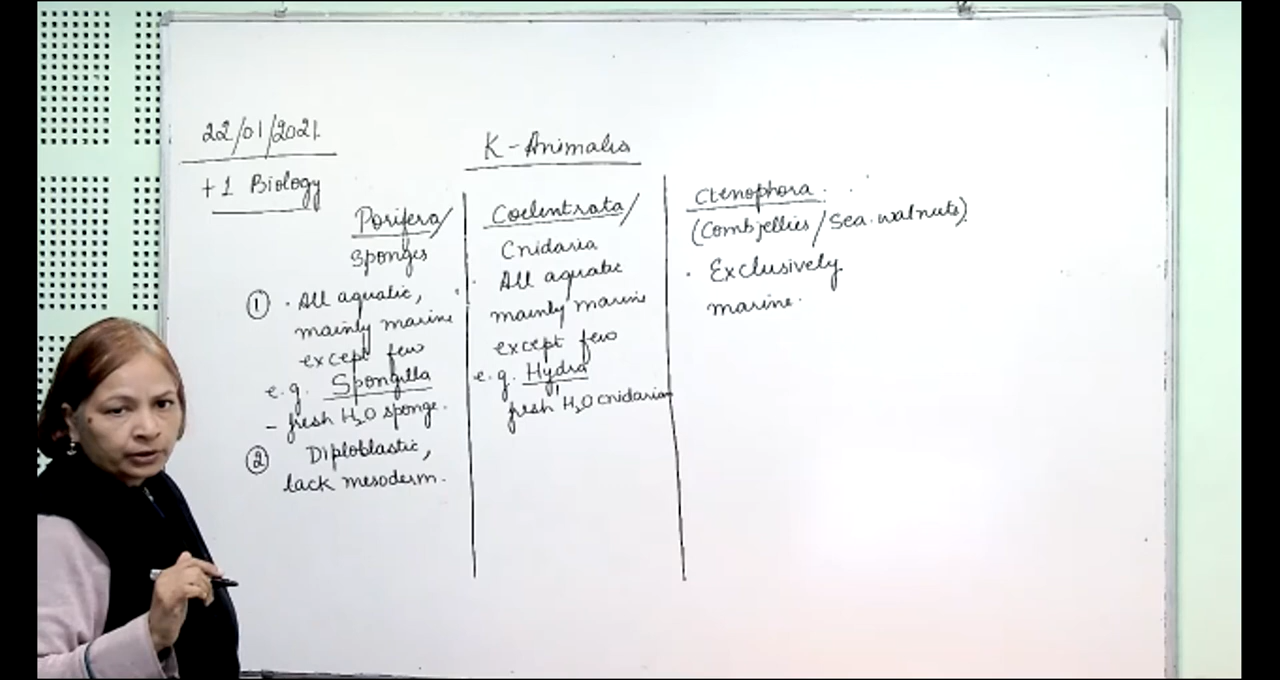 22/01/2021.
+1 Biology
K-Animalia
Porifera/
Sponges
① . All aquatic,
mainly marine
except few
e.g. Spongilla
- fresh H₂O sponge.
② Diploblastic,
lack mesoderm.
Coelentrata/
Cnidaria
. All aquatic
mainly marine
except few
e.g. Hydra
fresh H₂O cnidarian
Ctenophora.
(Combjellies/Sea-walnuts)
. Exclusively
marine.